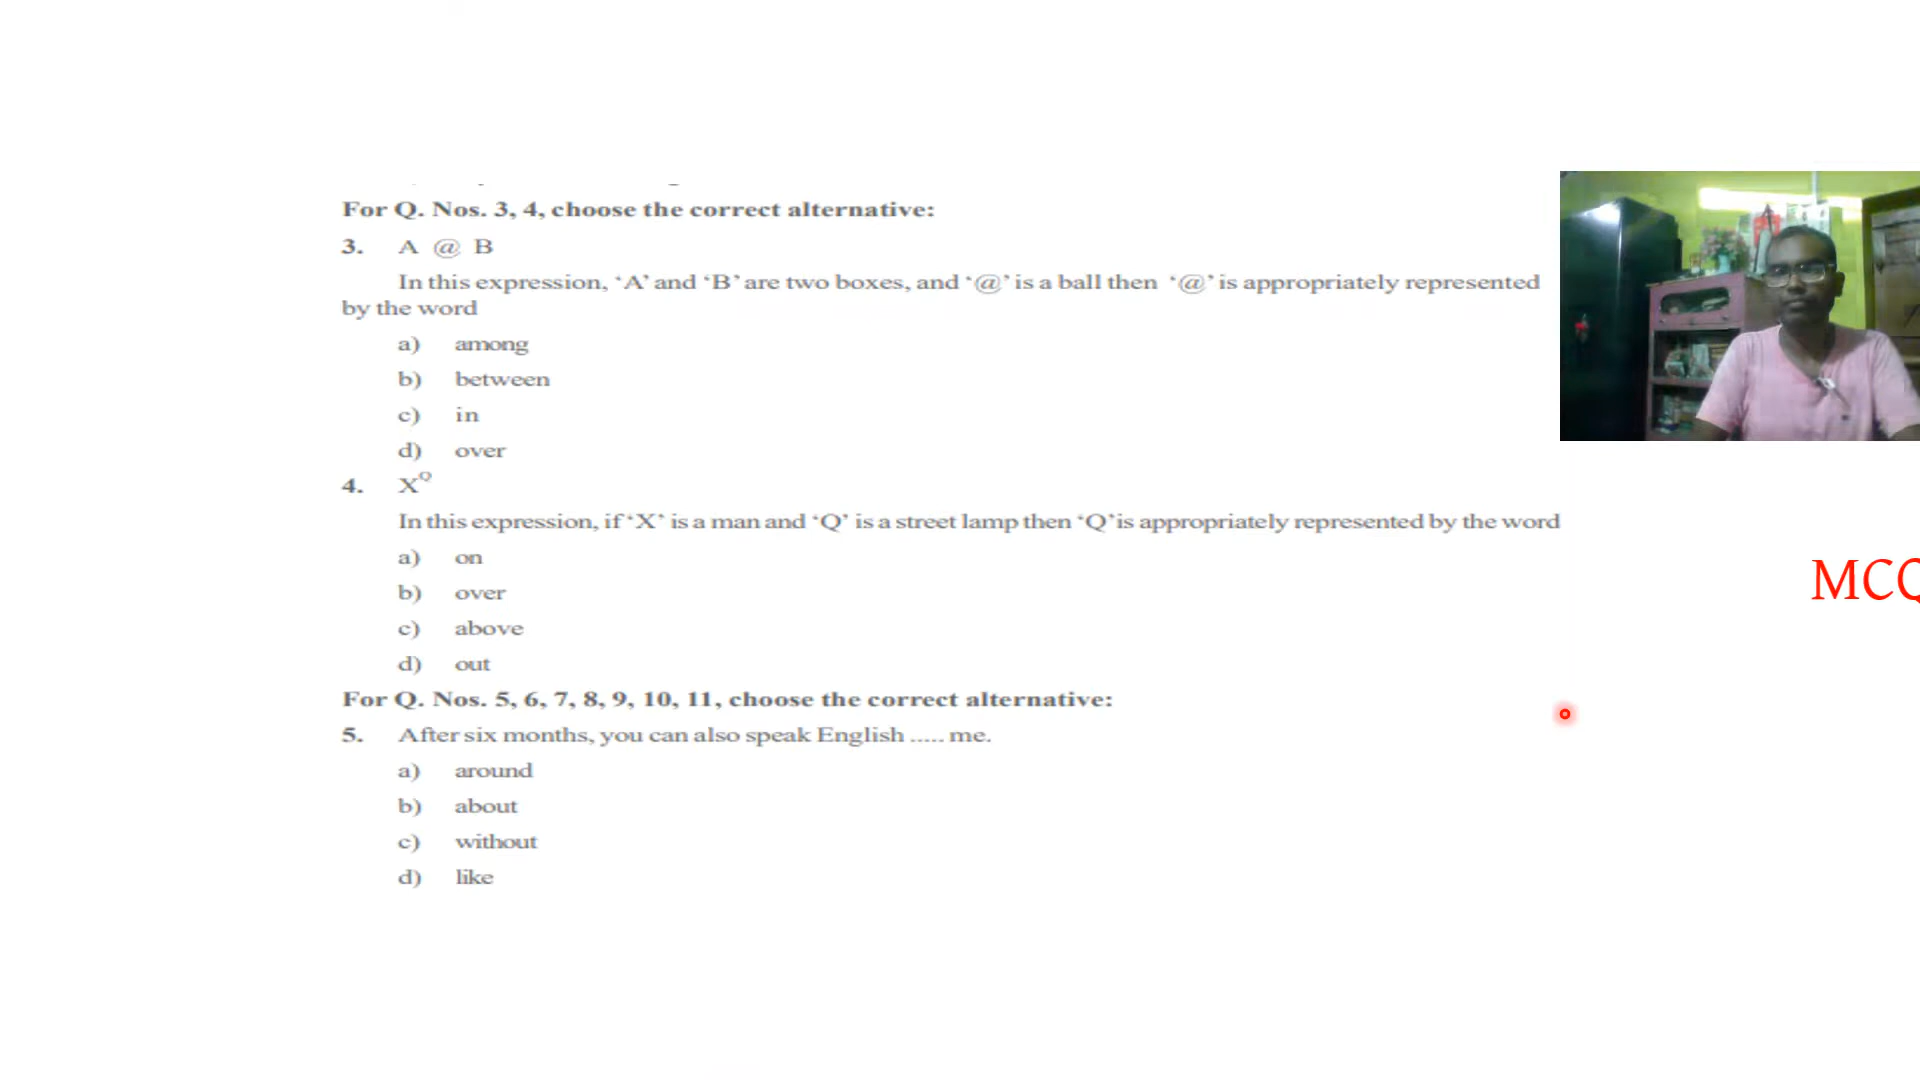 For Q. Nos. 3, 4, choose the correct alternative:
3. A @ B
In this expression, ‘A’ and ‘B’ are two boxes, and ‘@’ is a ball then ‘@’ is appropriately represented
by the word
a) among
b) between
c) in
d) over
4. X^Q
In this expression, if ‘X’ is a man and ‘Q’ is a street lamp then ‘Q’is appropriately represented by the word
a) on
b) over
c) above
d) out
MCQ
For Q. Nos. 5, 6, 7, 8, 9, 10, 11, choose the correct alternative:
5. After six months, you can also speak English ..... me.
a) around
b) about
c) without
d) like